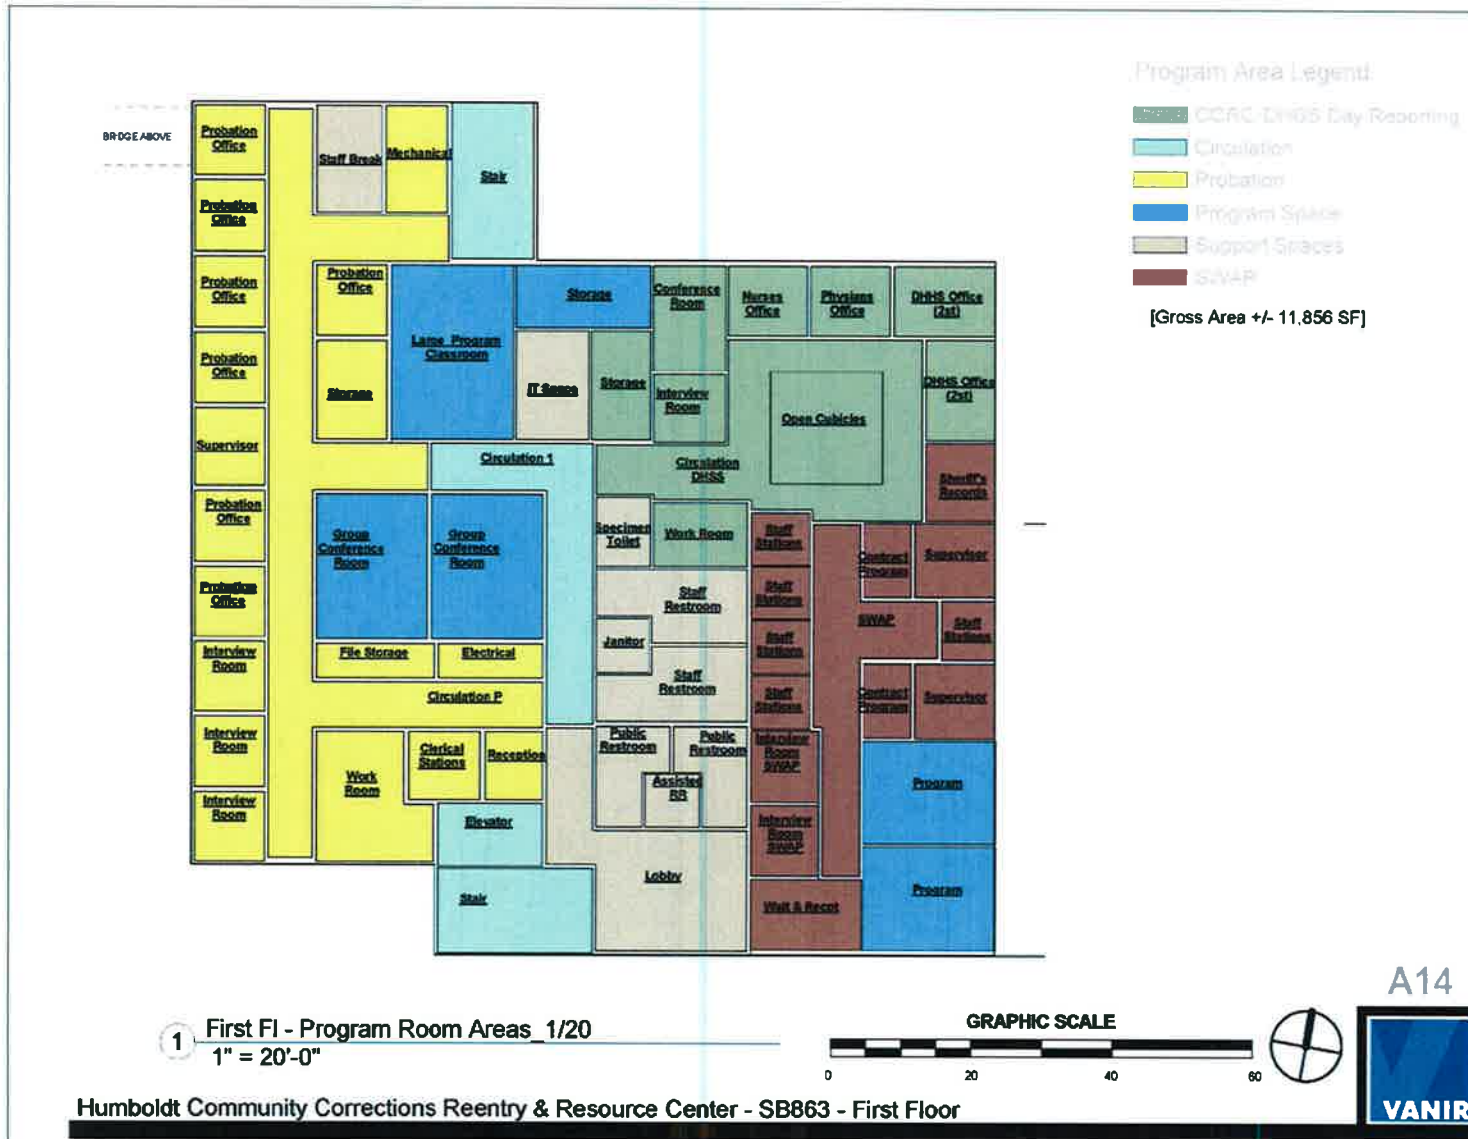 Program Area Legend
CCRC DHSS Day Reporting
Circulation
Probation
Program Space
Support Spaces
SWAP
[Gross Area +/- 11,856 SF]
BRIDGE ABOVE
Probation
Office
Staff Break
Mechanical
Stair
Probation
Office
Probation
Office
Probation
Office
Large Program
Classroom
Storage
Conference
Room
Nurses
Office
Physians
Office
DHHS Office
(2st)
Probation
Office
Storage
IT Space
Storage
Interview
Room
Open Cubicles
DHHS Office
(2st)
Supervisor
Circulation 1
Circulation
DHSS
Sheriff's
Records
Probation
Office
Group
Conference
Room
Group
Conference
Room
Specimen
Toilet
Work Room
Staff
Stations
Contract
Program
Supervisor
Probation
Office
Staff
Restroom
Staff
Stations
SWAP
Staff
Stations
Interview
Room
File Storage
Electrical
Janitor
Staff
Stations
Circulation P
Staff
Restroom
Staff
Stations
Contract
Program
Supervisor
Interview
Room
Work
Room
Clerical
Stations
Reception
Public
Restroom
Public
Restroom
Assisted
RR
Interview
Room
SWAP
Program
Interview
Room
Elevator
Interview
Room
SWAP
Stair
Lobby
Wait & Recpt
Program
A14
1
First Fl - Program Room Areas_1/20
1" = 20'-0"
GRAPHIC SCALE
0 20 40 60
VANIR
Humboldt Community Corrections Reentry & Resource Center - SB863 - First Floor